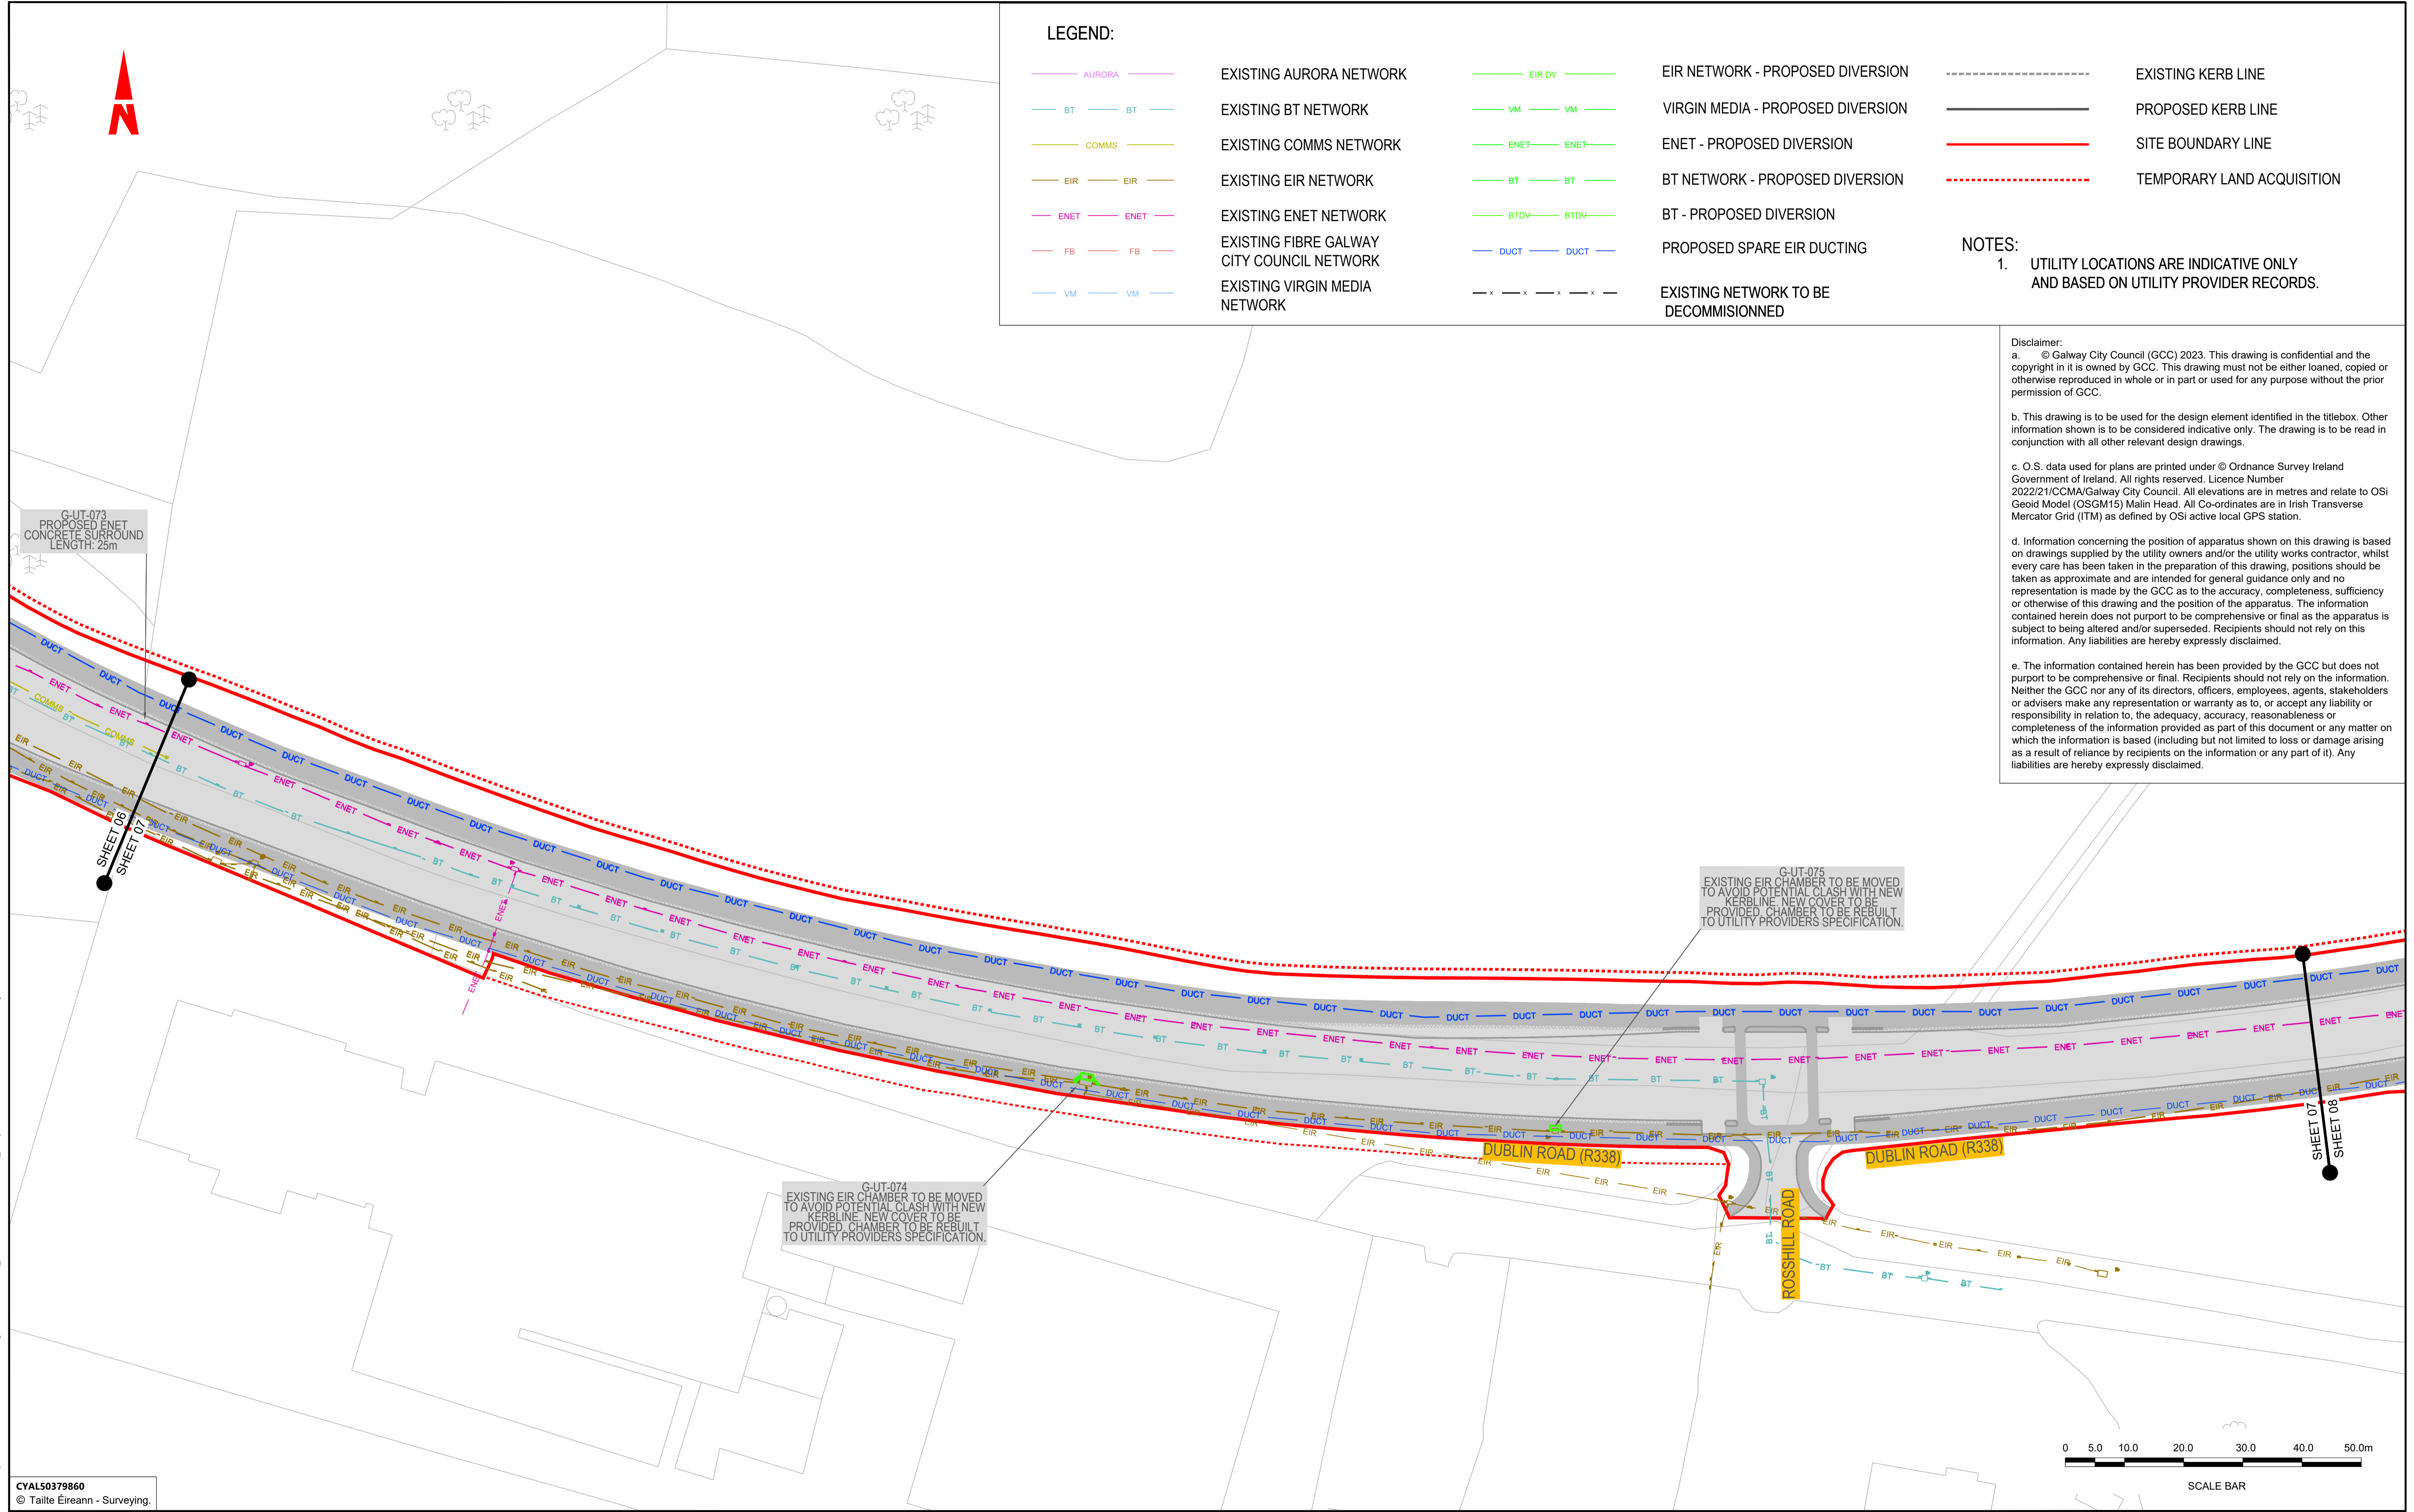 LEGEND:
AURORA
EXISTING AURORA NETWORK
BT BT
EXISTING BT NETWORK
COMMS
EXISTING COMMS NETWORK
EIR EIR
EXISTING EIR NETWORK
ENET ENET
EXISTING ENET NETWORK
FB FB
EXISTING FIBRE GALWAY
CITY COUNCIL NETWORK
VM VM
EXISTING VIRGIN MEDIA
NETWORK
EIR DV
EIR NETWORK - PROPOSED DIVERSION
VM VM
VIRGIN MEDIA - PROPOSED DIVERSION
ENET ENET
ENET - PROPOSED DIVERSION
BT BT
BT NETWORK - PROPOSED DIVERSION
BTDV BTDV
BT - PROPOSED DIVERSION
DUCT DUCT
PROPOSED SPARE EIR DUCTING
x x x x
EXISTING NETWORK TO BE
DECOMMISIONNED
EXISTING KERB LINE
PROPOSED KERB LINE
SITE BOUNDARY LINE
TEMPORARY LAND ACQUISITION
NOTES:
1. UTILITY LOCATIONS ARE INDICATIVE ONLY
AND BASED ON UTILITY PROVIDER RECORDS.
N
Disclaimer:
a. © Galway City Council (GCC) 2023. This drawing is confidential and the
copyright in it is owned by GCC. This drawing must not be either loaned, copied or
otherwise reproduced in whole or in part or used for any purpose without the prior
permission of GCC.
b. This drawing is to be used for the design element identified in the titlebox. Other
information shown is to be considered indicative only. The drawing is to be read in
conjunction with all other relevant design drawings.
c. O.S. data used for plans are printed under © Ordnance Survey Ireland
Government of Ireland. All rights reserved. Licence Number
2022/21/CCMA/Galway City Council. All elevations are in metres and relate to OSi
Geoid Model (OSGM15) Malin Head. All Co-ordinates are in Irish Transverse
Mercator Grid (ITM) as defined by OSi active local GPS station.
d. Information concerning the position of apparatus shown on this drawing is based
on drawings supplied by the utility owners and/or the utility works contractor, whilst
every care has been taken in the preparation of this drawing, positions should be
taken as approximate and are intended for general guidance only and no
representation is made by the GCC as to the accuracy, completeness, sufficiency
or otherwise of this drawing and the position of the apparatus. The information
contained herein does not purport to be comprehensive or final as the apparatus is
subject to being altered and/or superseded. Recipients should not rely on this
information. Any liabilities are hereby expressly disclaimed.
e. The information contained herein has been provided by the GCC but does not
purport to be comprehensive or final. Recipients should not rely on the information.
Neither the GCC nor any of its directors, officers, employees, agents, stakeholders
or advisers make any representation or warranty as to, or accept any liability or
responsibility in relation to, the adequacy, accuracy, reasonableness or
completeness of the information provided as part of this document or any matter on
which the information is based (including but not limited to loss or damage arising
as a result of reliance by recipients on the information or any part of it). Any
liabilities are hereby expressly disclaimed.
G-UT-073
PROPOSED ENET
CONCRETE SURROUND
LENGTH: 25m
SHEET 06
SHEET 07
G-UT-075
EXISTING EIR CHAMBER TO BE MOVED
TO AVOID POTENTIAL CLASH WITH NEW
KERBLINE. NEW COVER TO BE
PROVIDED. CHAMBER TO BE REBUILT
TO UTILITY PROVIDERS SPECIFICATION.
G-UT-074
EXISTING EIR CHAMBER TO BE MOVED
TO AVOID POTENTIAL CLASH WITH NEW
KERBLINE. NEW COVER TO BE
PROVIDED. CHAMBER TO BE REBUILT
TO UTILITY PROVIDERS SPECIFICATION.
DUCT
ENET
COMMS
BT
EIR
DUBLIN ROAD (R338)
DUBLIN ROAD (R338)
ROSSHILL ROAD
SHEET 07
SHEET 08
0 5.0 10.0 20.0 30.0 40.0 50.0m
SCALE BAR
CYAL50379860
© Tailte Éireann - Surveying.